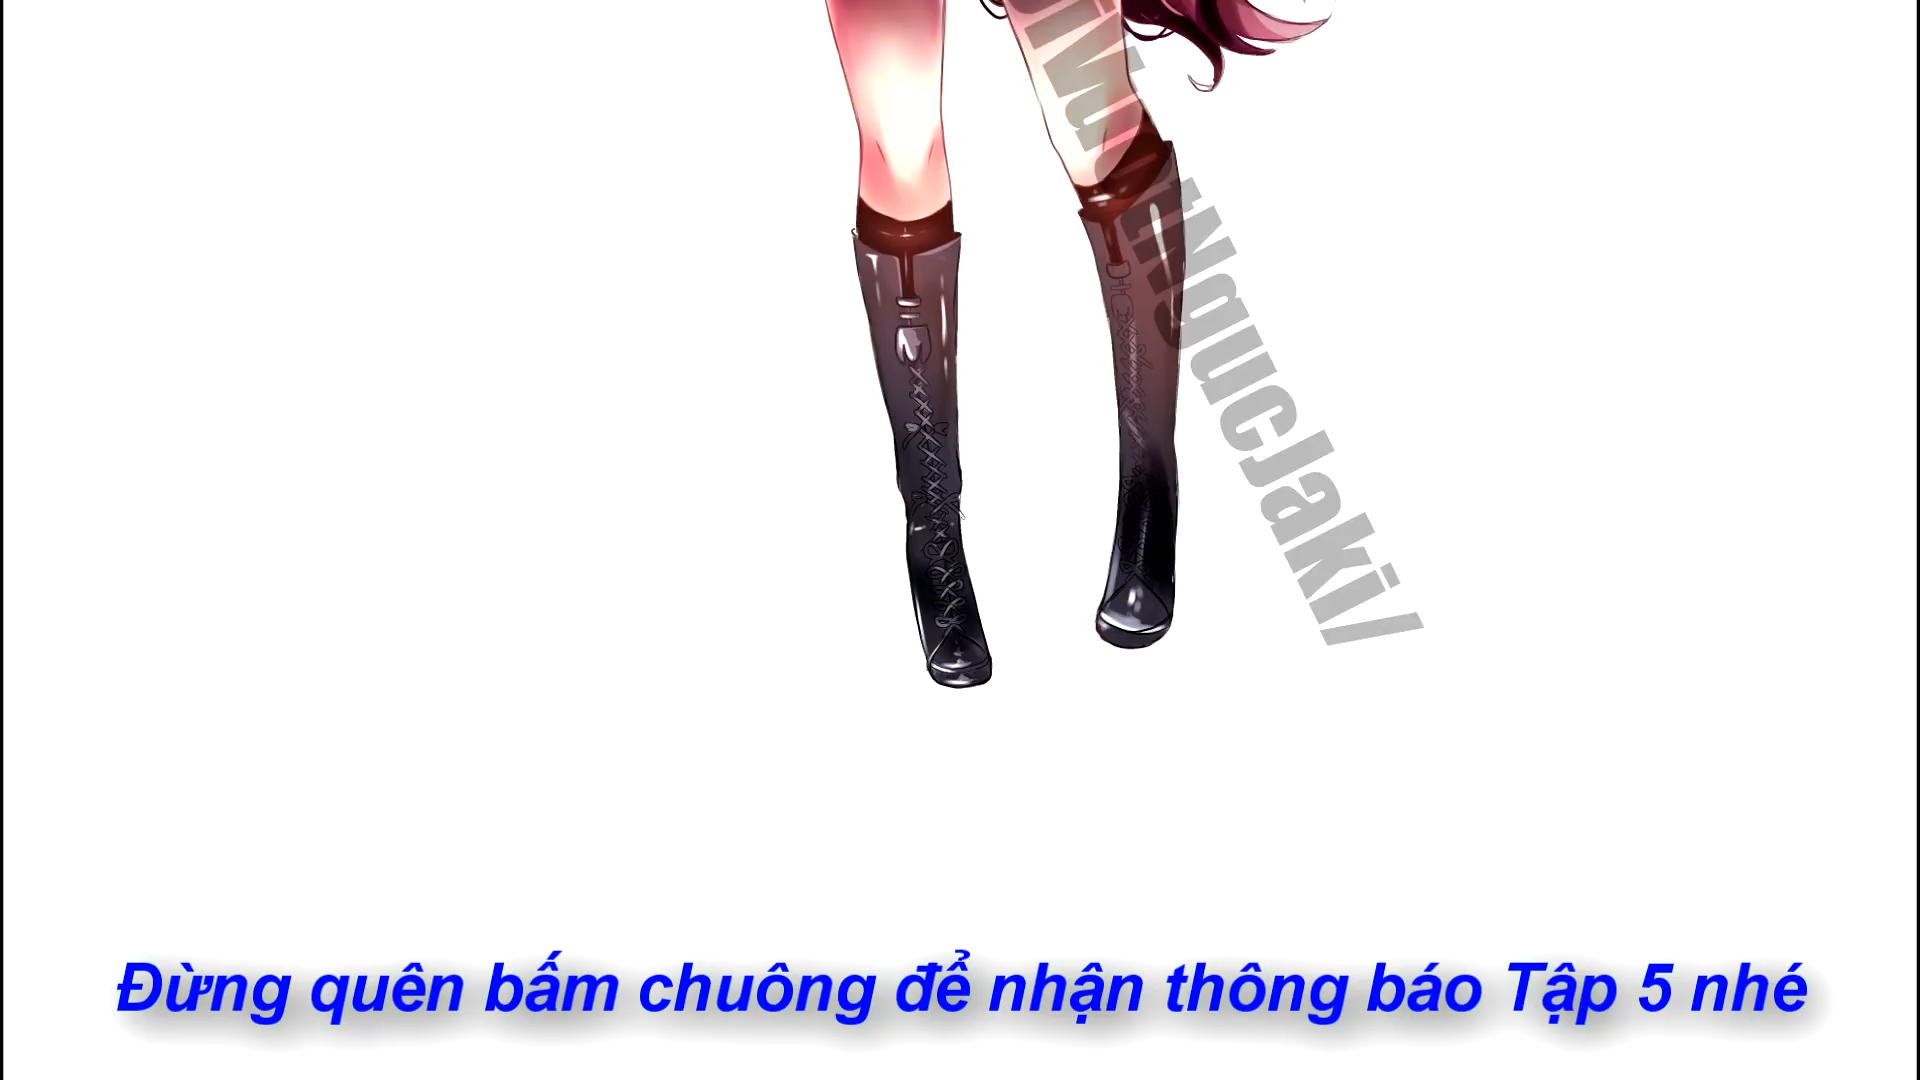 Đừng quên bấm chuông để nhận thông báo Tập 5 nhé